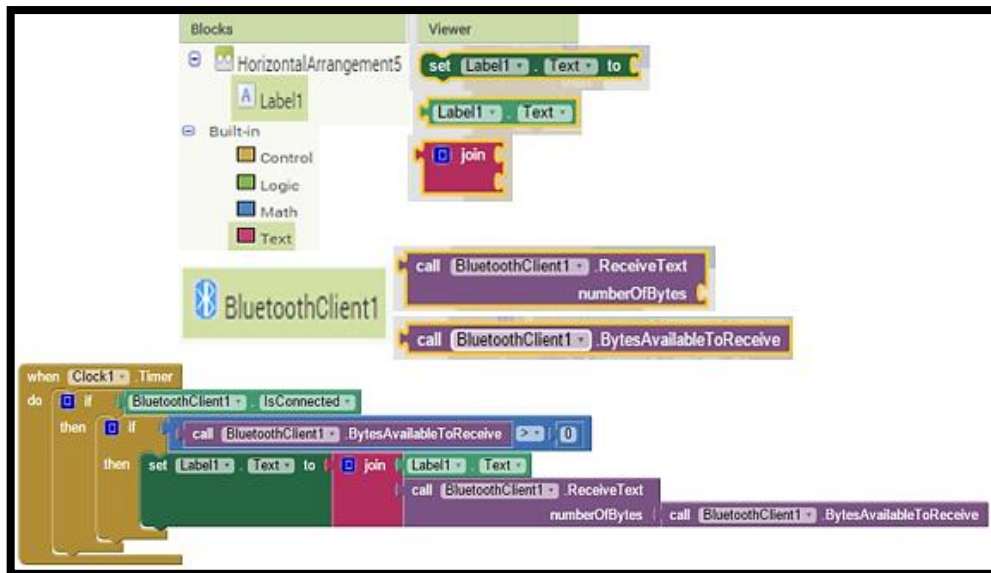 Blocks
Viewer
HorizontalArrangement5
set Label1 . Text to
A Label1
Label1 . Text
Built-in
join
Control
Logic
Math
Text
call BluetoothClient1 .ReceiveText
numberOfBytes
BluetoothClient1
call BluetoothClient1 .BytesAvailableToReceive
when Clock1 .Timer
do if BluetoothClient1 . IsConnected
then if call BluetoothClient1 .BytesAvailableToReceive > 0
then set Label1 . Text to join Label1 . Text
call BluetoothClient1 .ReceiveText
numberOfBytes call BluetoothClient1 .BytesAvailableToReceive